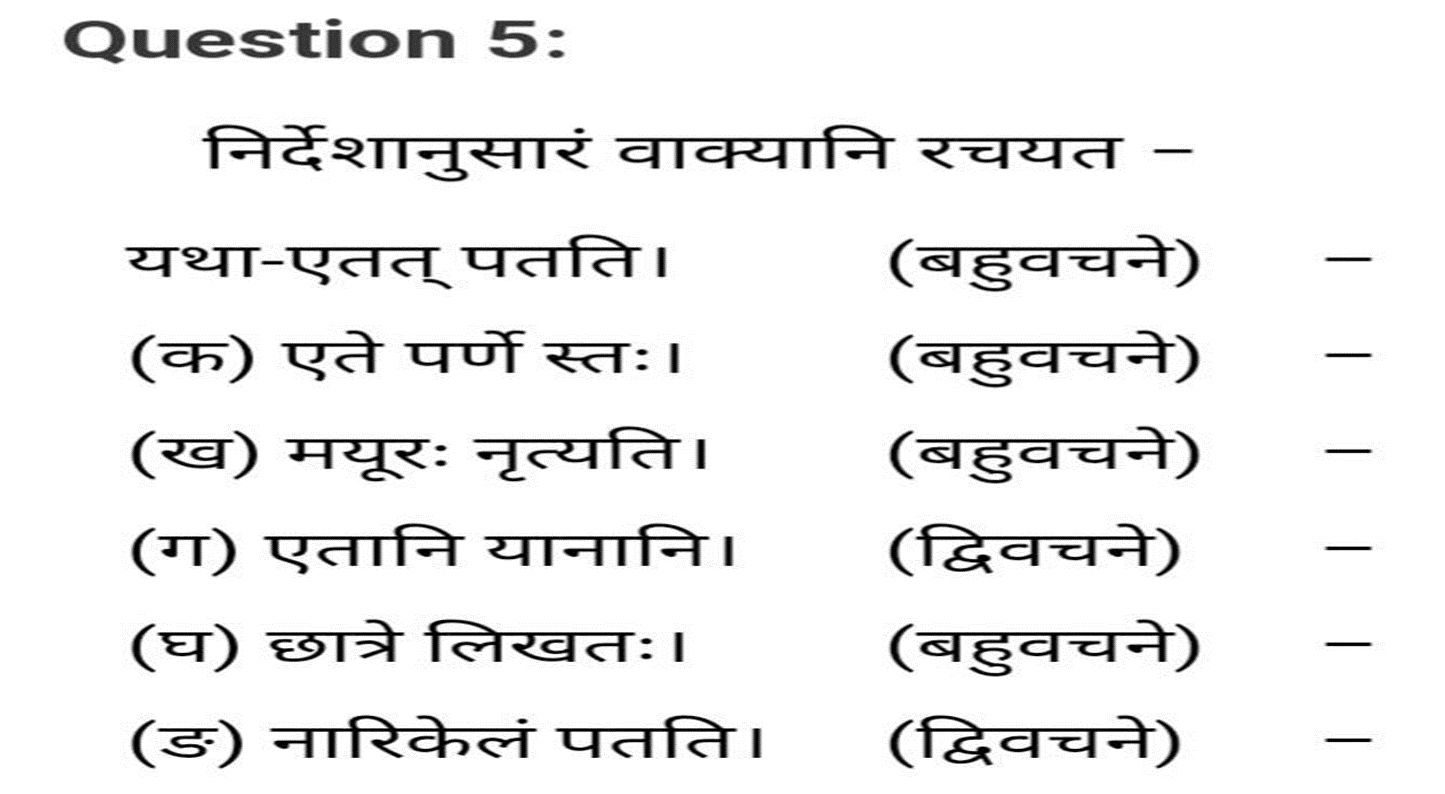 Question 5:
निर्देशानुसारं वाक्यानि रचयत –
यथा-एतत् पतति। (बहुवचने) –
(क) एते पर्णे स्तः। (बहुवचने) –
(ख) मयूरः नृत्यति। (बहुवचने) –
(ग) एतानि यानानि। (द्विवचने) –
(घ) छात्रे लिखतः। (बहुवचने) –
(ङ) नारिकेलं पतति। (द्विवचने) –